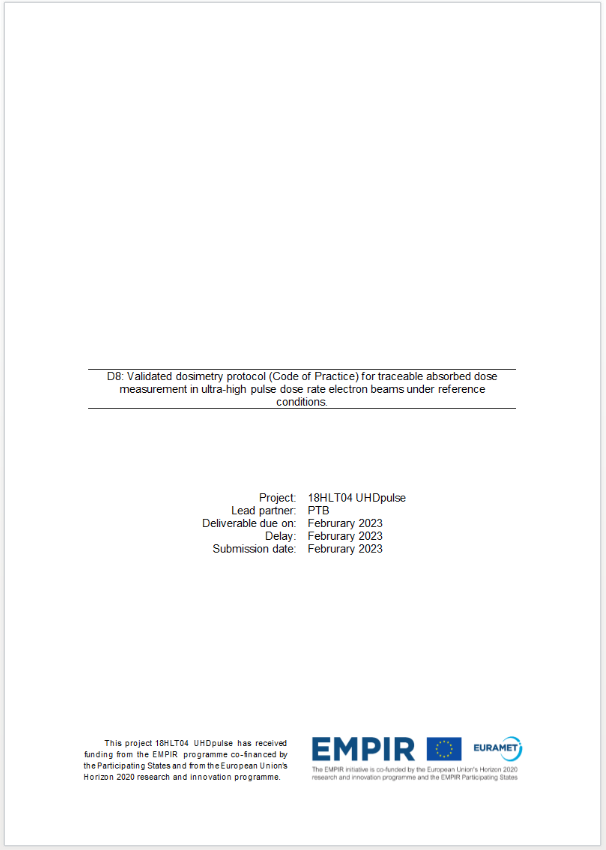 D8: Validated dosimetry protocol (Code of Practice) for traceable absorbed dose
measurement in ultra-high pulse dose rate electron beams under reference
conditions.
Project: 18HLT04 UHDpulse
Lead partner: PTB
Deliverable due on: Februrary 2023
Delay: Februrary 2023
Submission date: Februrary 2023
This project 18HLT04 UHDpulse has received
funding from the EMPIR programme co-financed by
the Participating States and from the European Union's
Horizon 2020 research and innovation programme.
EMPIR EURAMET
The EMPIR initiative is co-funded by the European Union's Horizon 2020
research and innovation programme and the EMPIR Participating States